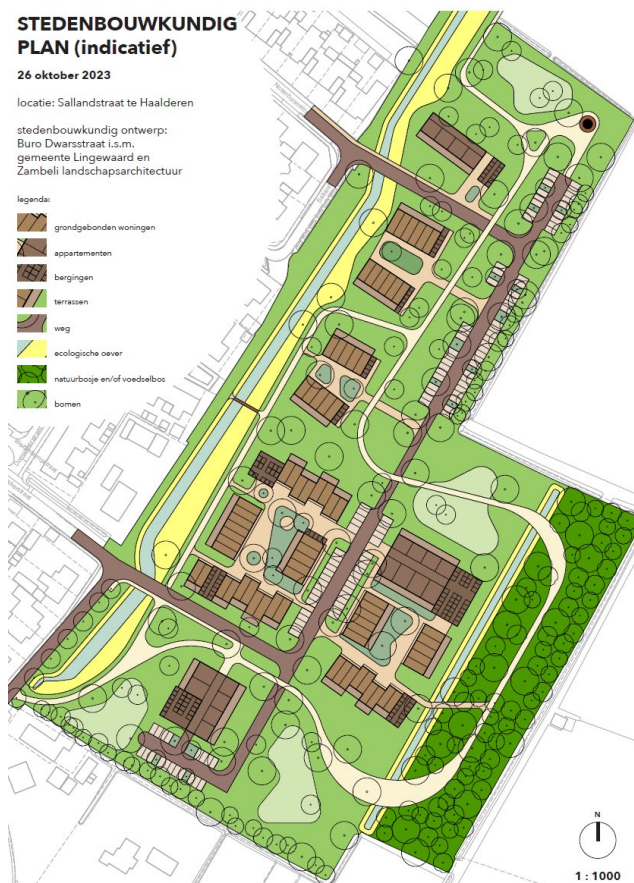 STEDENBOUWKUNDIG
PLAN (indicatief)
26 oktober 2023
locatie: Sallandstraat te Haalderen
stedenbouwkundig ontwerp:
Buro Dwarsstraat i.s.m.
gemeente Lingewaard en
Zambeli landschapsarchitectuur
legenda:
grondgebonden woningen
appartementen
bergingen
terrassen
weg
ecologische oever
natuurbosje en/of voedselbos
bomen
N
1 : 1000